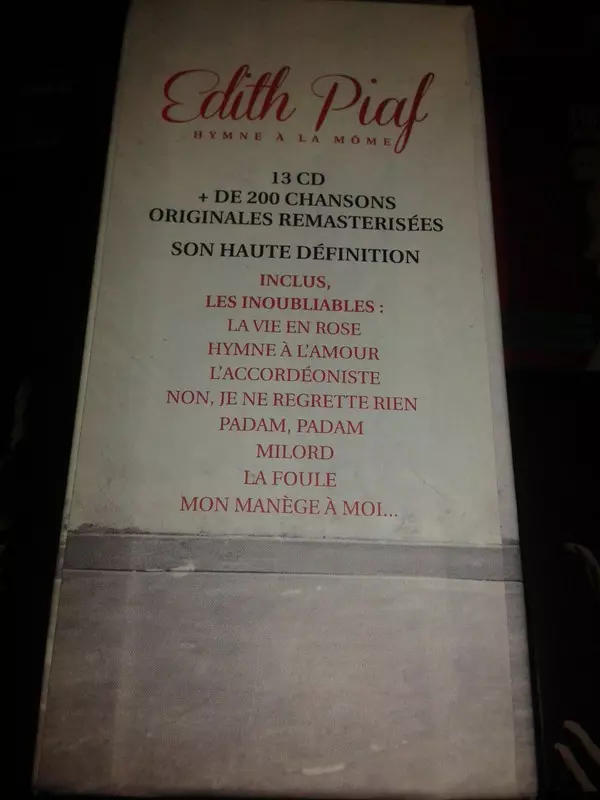 Edith Piaf
HYMNE À LA MÔME
13 CD
+ DE 200 CHANSONS
ORIGINALES REMASTERISÉES
SON HAUTE DÉFINITION
INCLUS,
LES INOUBLIABLES :
LA VIE EN ROSE
HYMNE À L'AMOUR
L'ACCORDÉONISTE
NON, JE NE REGRETTE RIEN
PADAM, PADAM
MILORD
LA FOULE
MON MANÈGE À MOI...